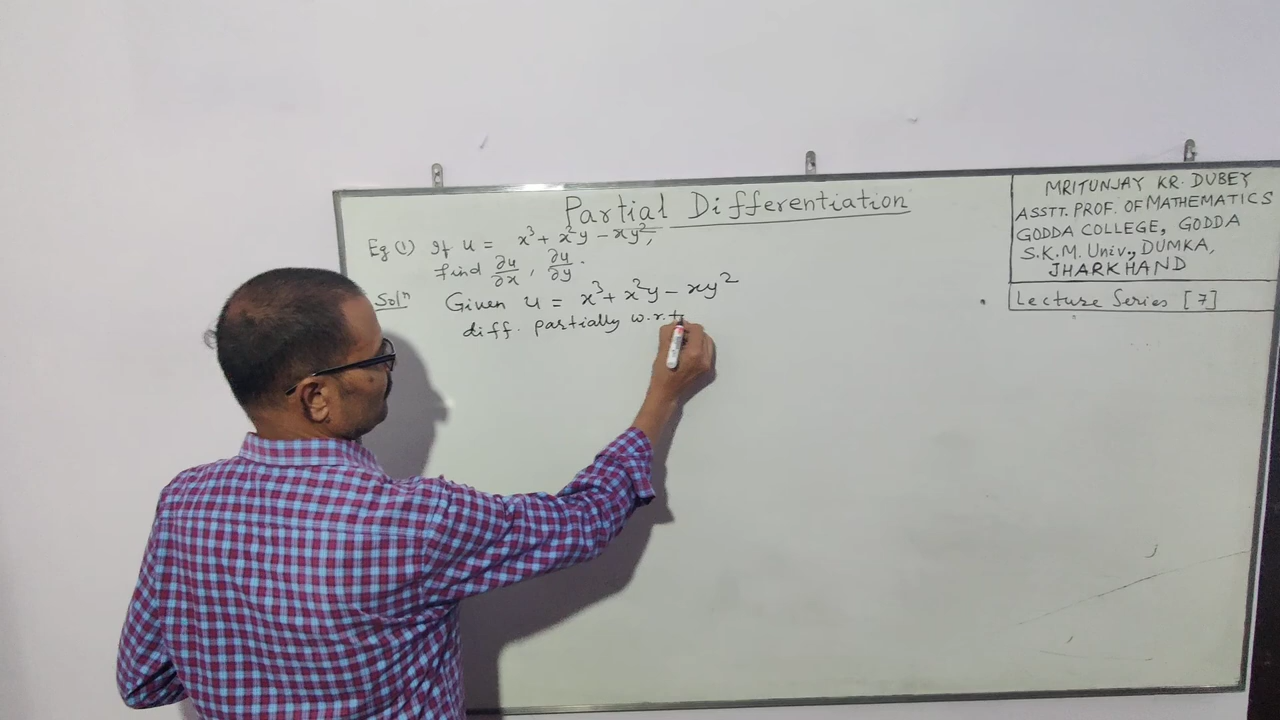 Partial Differentiation
Eg (1) If u = x³ + x²y - xy²,
find ∂u/∂x , ∂u/∂y .
Solⁿ Given u = x³ + x²y - xy²
diff. partially w.r.t
MRITUNJAY KR. DUBEY
ASSTT. PROF. OF MATHEMATICS
GODDA COLLEGE, GODDA
S.K.M. Univ., DUMKA,
JHARKHAND
Lecture Series [7]